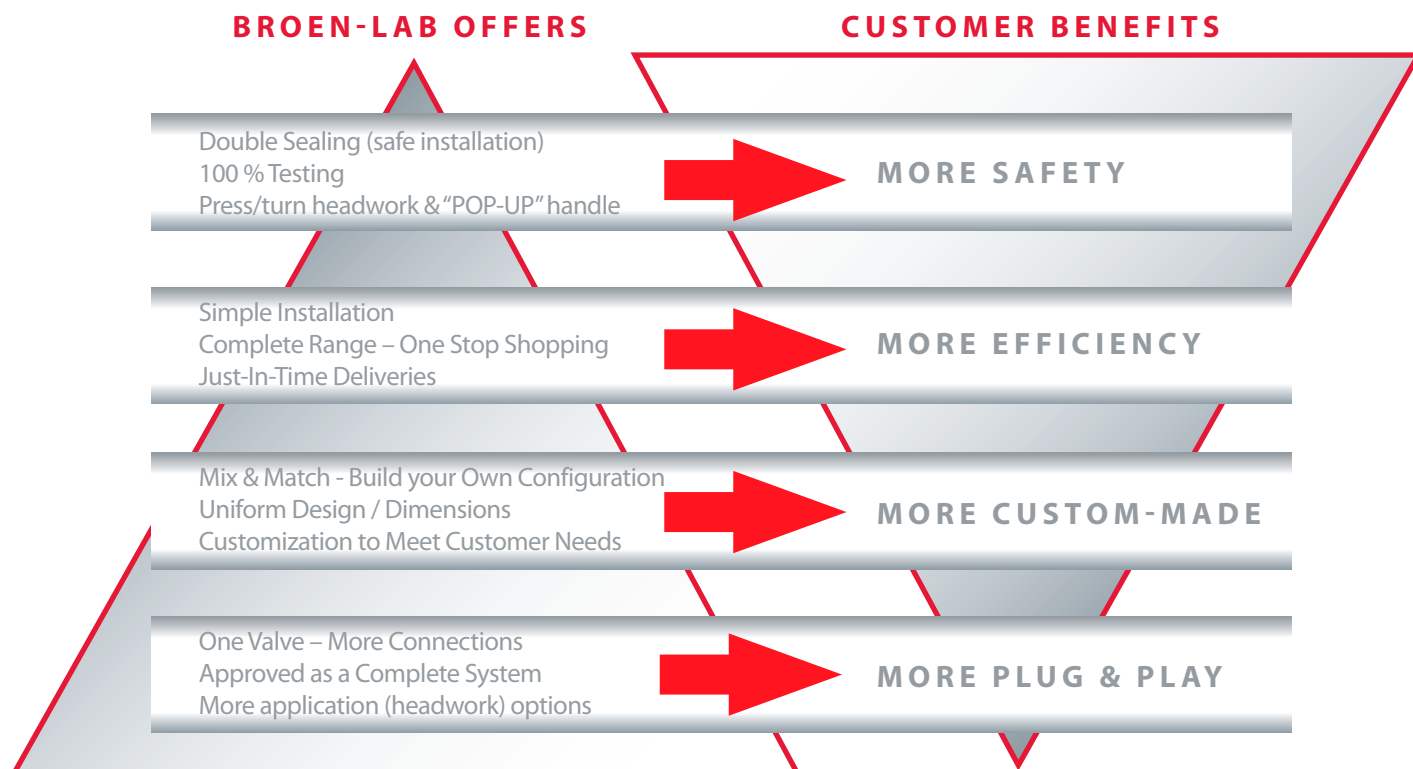 BROEN-LAB OFFERS
CUSTOMER BENEFITS
Double Sealing (safe installation)
100 % Testing
Press/turn headwork & "POP-UP" handle
MORE SAFETY
Simple Installation
Complete Range – One Stop Shopping
Just-In-Time Deliveries
MORE EFFICIENCY
Mix & Match - Build your Own Configuration
Uniform Design / Dimensions
Customization to Meet Customer Needs
MORE CUSTOM-MADE
One Valve – More Connections
Approved as a Complete System
More application (headwork) options
MORE PLUG & PLAY